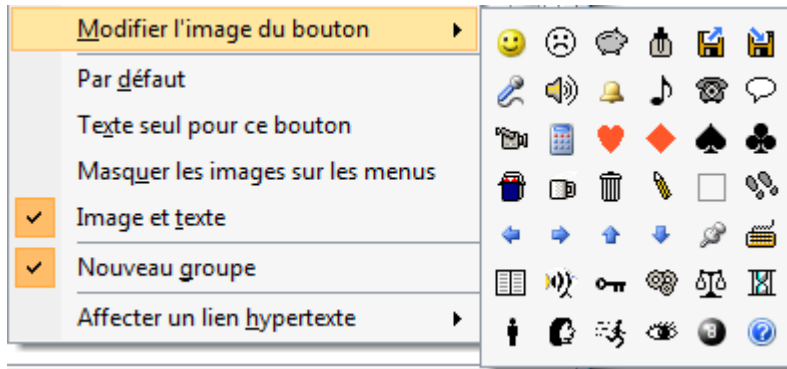 Modifier l'image du bouton
Par défaut
Texte seul pour ce bouton
Masquer les images sur les menus
Image et texte
Nouveau groupe
Affecter un lien hypertexte